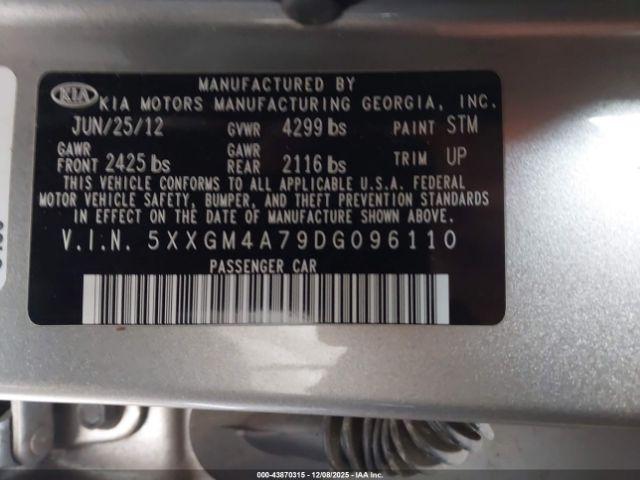 MANUFACTURED BY
KIA KIA MOTORS MANUFACTURING GEORGIA, INC.
JUN/25/12 GVWR 4299 lbs PAINT STM
GAWR FRONT 2425 lbs GAWR REAR 2116 lbs TRIM UP
THIS VEHICLE CONFORMS TO ALL APPLICABLE U.S.A. FEDERAL
MOTOR VEHICLE SAFETY, BUMPER, AND THEFT PREVENTION STANDARDS
IN EFFECT ON THE DATE OF MANUFACTURE SHOWN ABOVE.
V.I.N. 5XXGM4A79DG096110
PASSENGER CAR
000-43870315 | 12/08/2025 - IAA Inc.